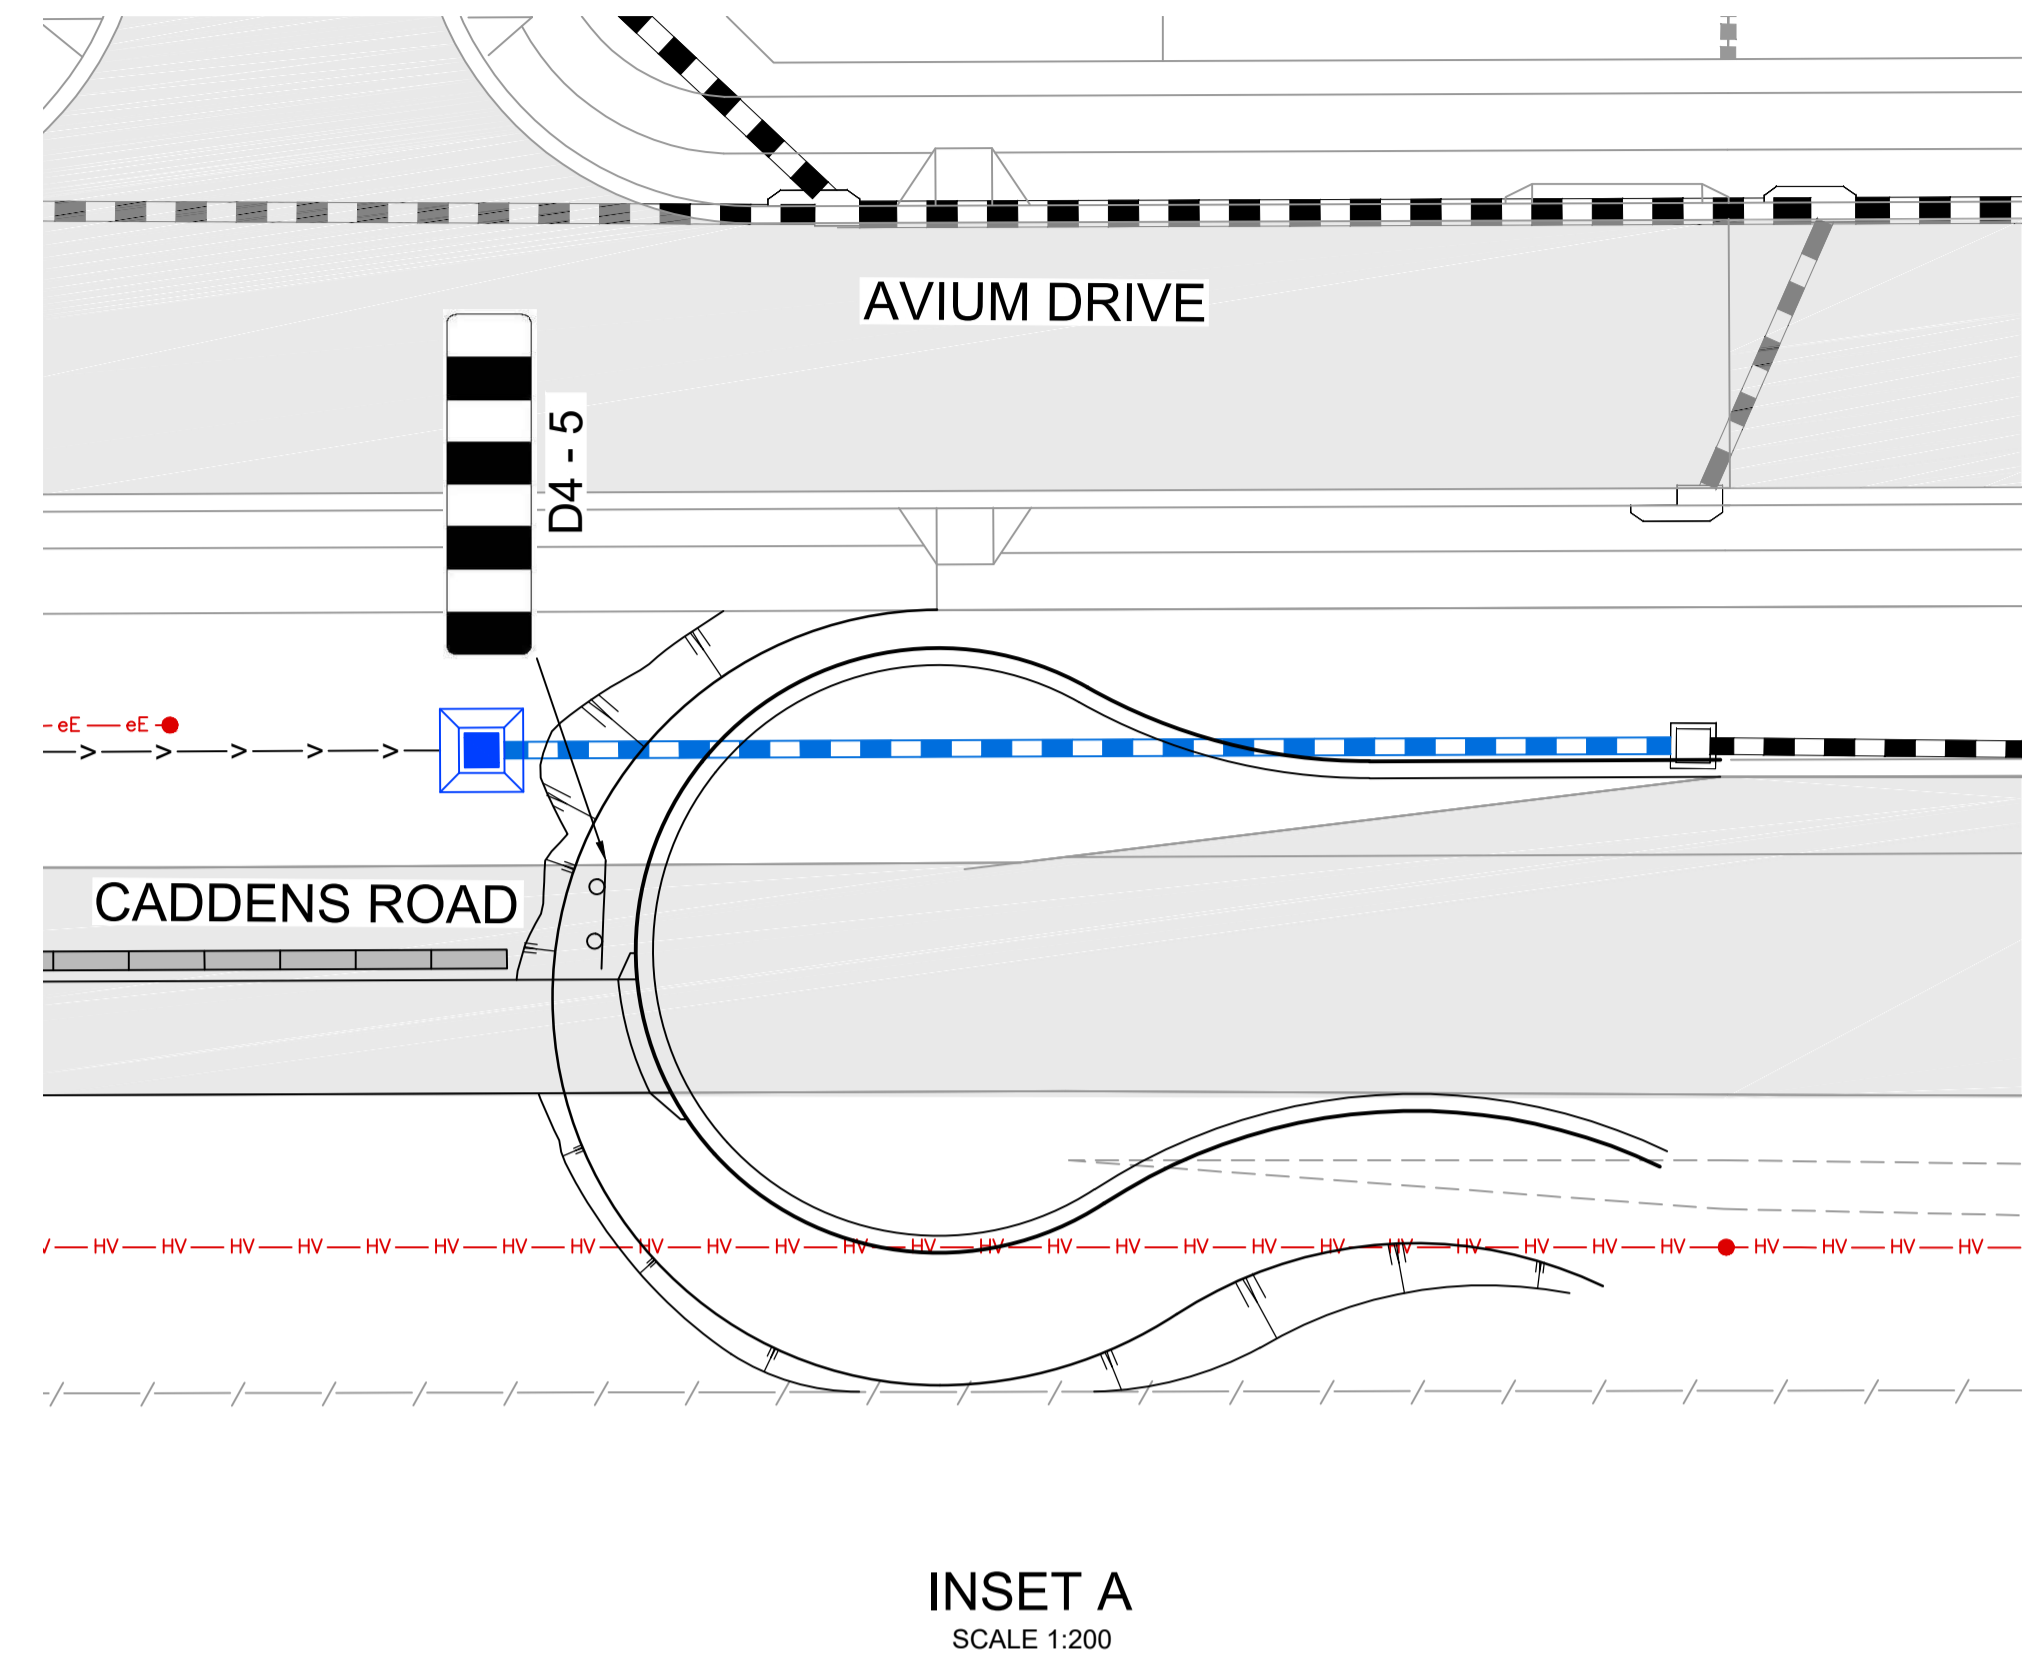 AVIUM DRIVE
D4 - 5
eE eE
> > > > >
CADDENS ROAD
V HV HV HV HV HV HV HV HV HV HV HV HV HV HV HV HV HV HV HV HV HV HV HV HV HV HV HV HV HV
INSET A
SCALE 1:200